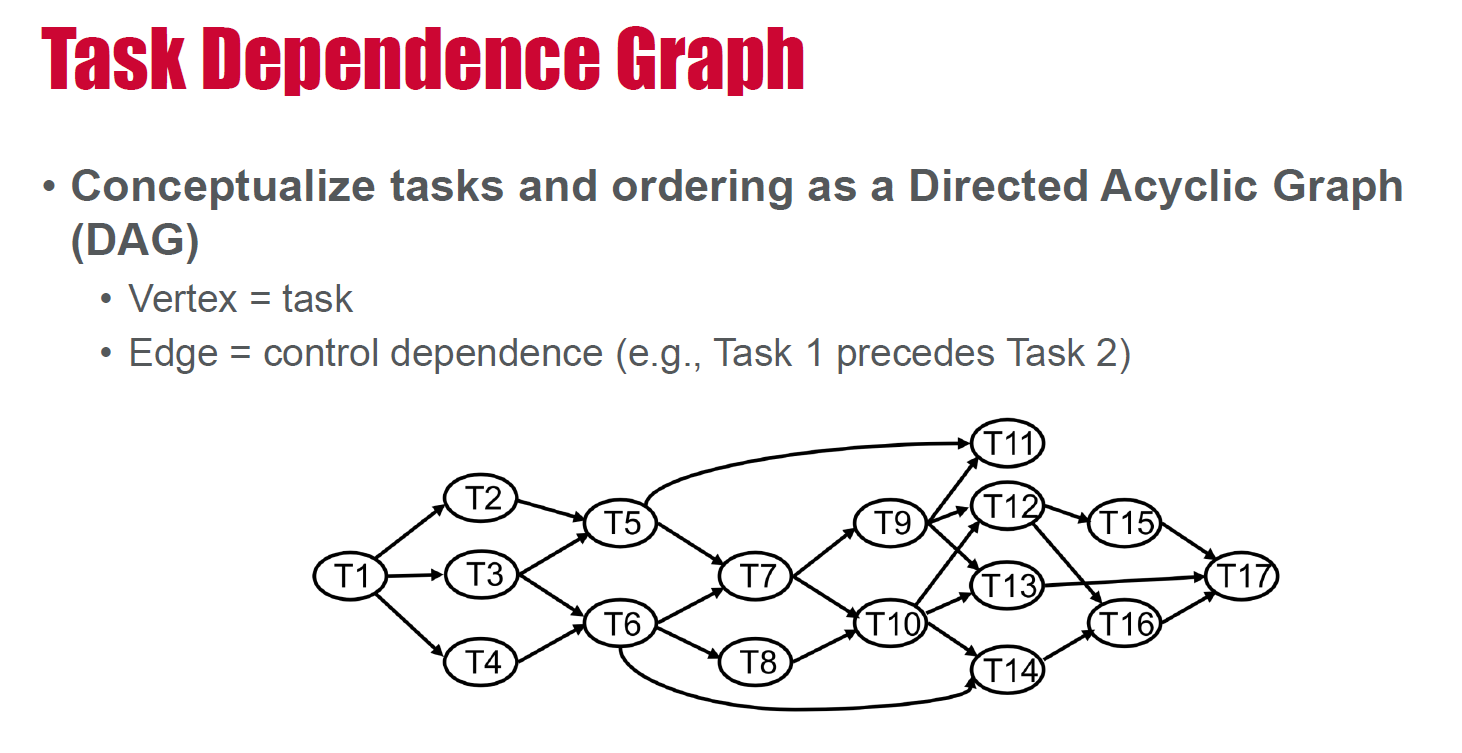 Task Dependence Graph
• Conceptualize tasks and ordering as a Directed Acyclic Graph
(DAG)
• Vertex = task
• Edge = control dependence (e.g., Task 1 precedes Task 2)
T11
T2
T12
T5
T9
T15
T1
T3
T7
T13
T17
T6
T10
T16
T4
T8
T14